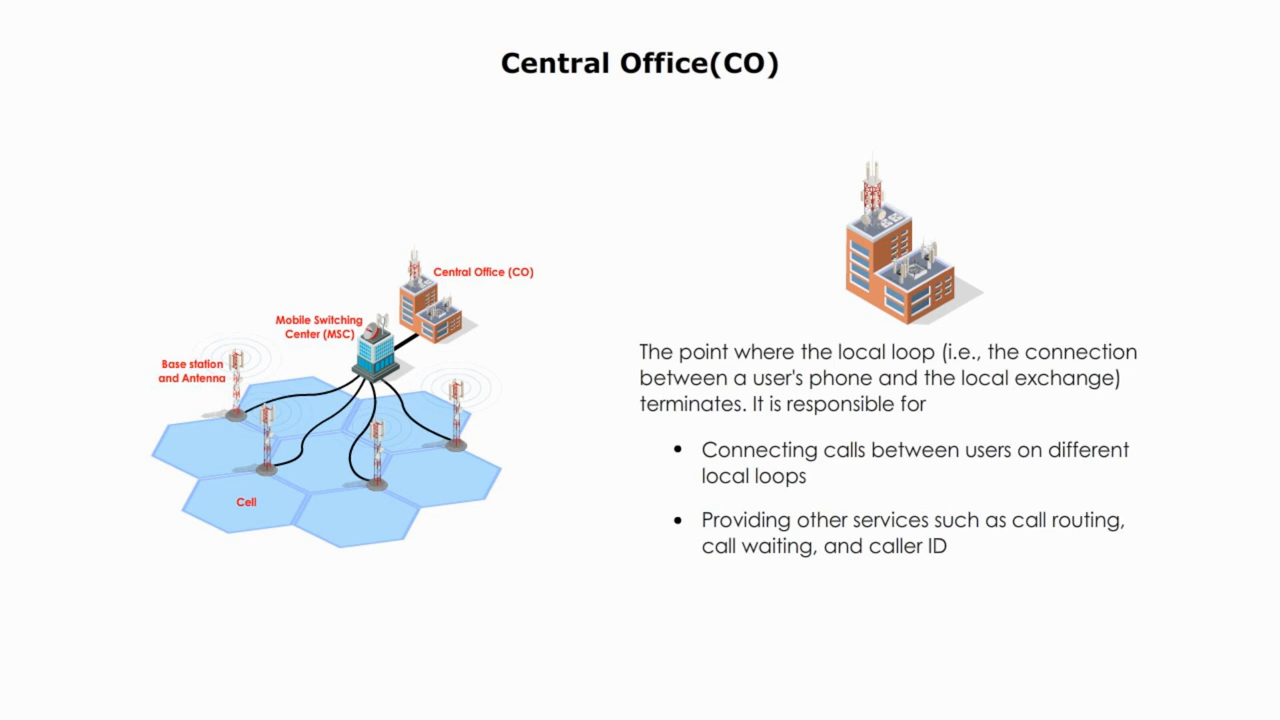 Central Office(CO)
Central Office (CO)
Mobile Switching
Center (MSC)
Base station
and Antenna
Cell
The point where the local loop (i.e., the connection
between a user's phone and the local exchange)
terminates. It is responsible for
• Connecting calls between users on different
local loops
• Providing other services such as call routing,
call waiting, and caller ID